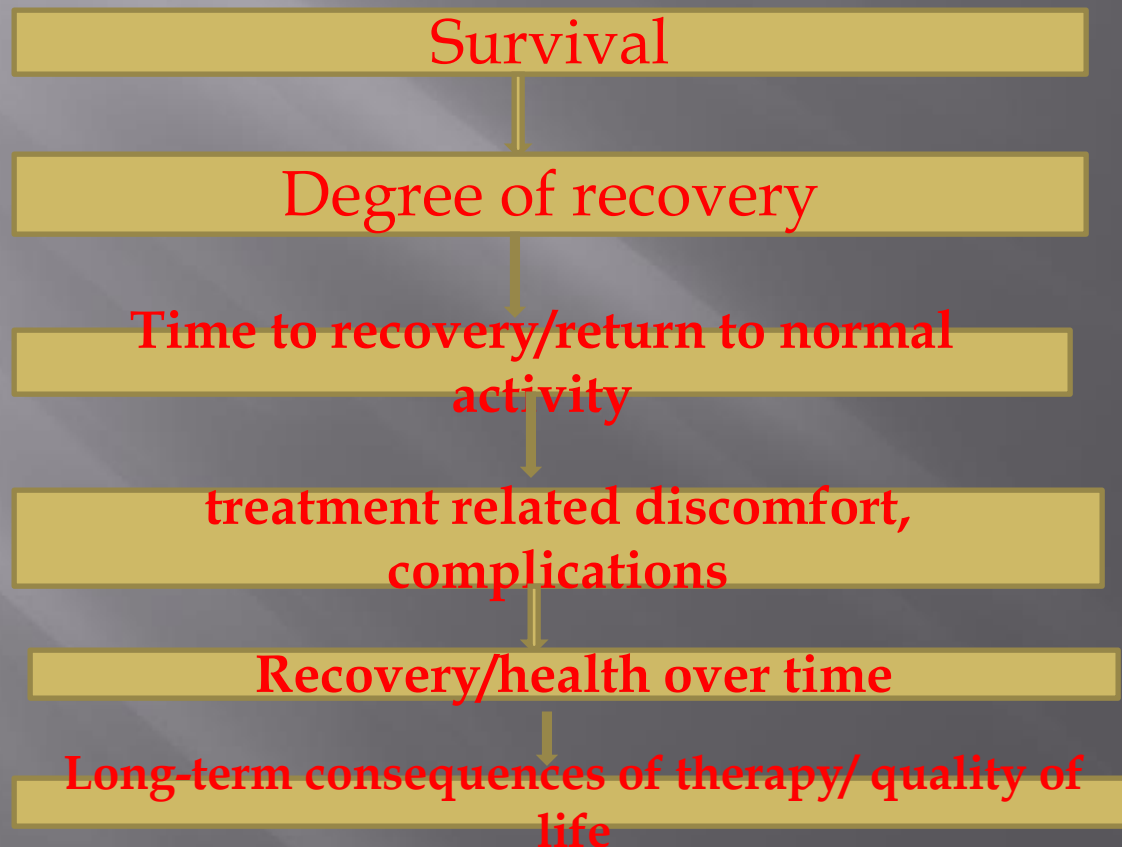 Survival
Degree of recovery
Time to recovery/return to normal
activity
treatment related discomfort,
complications
Recovery/health over time
Long-term consequences of therapy/ quality of
life